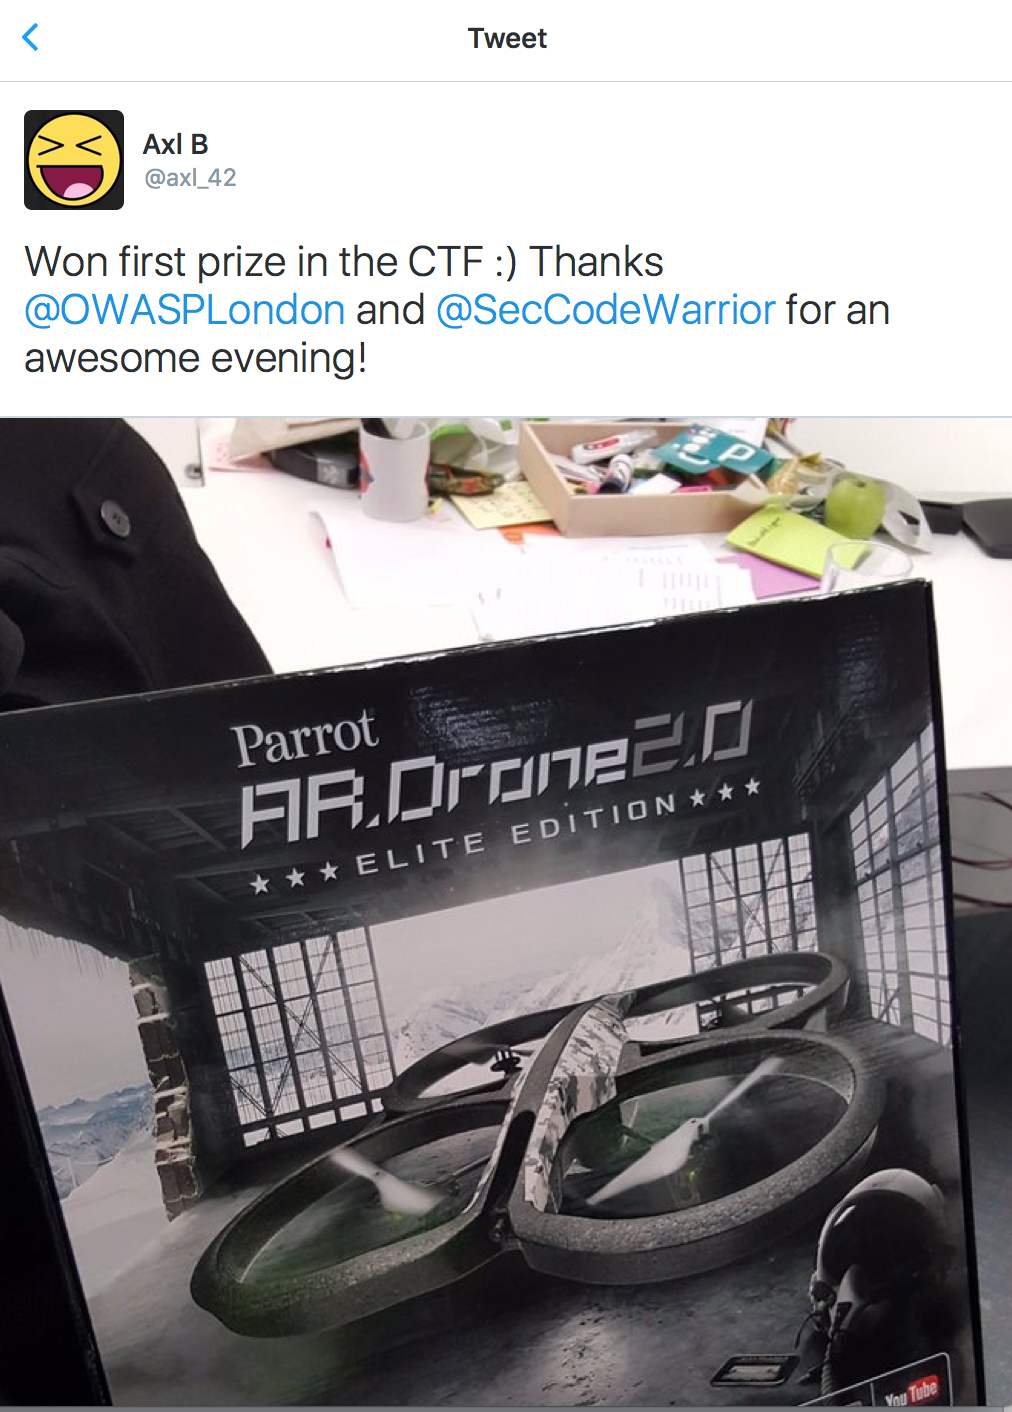 Tweet
Axl B
@axl_42
Won first prize in the CTF :) Thanks
@OWASPLondon and @SecCodeWarrior for an
awesome evening!
P
Parrot
AR.Drone2.0
★★★ ELITE EDITION ★★★
You Tube